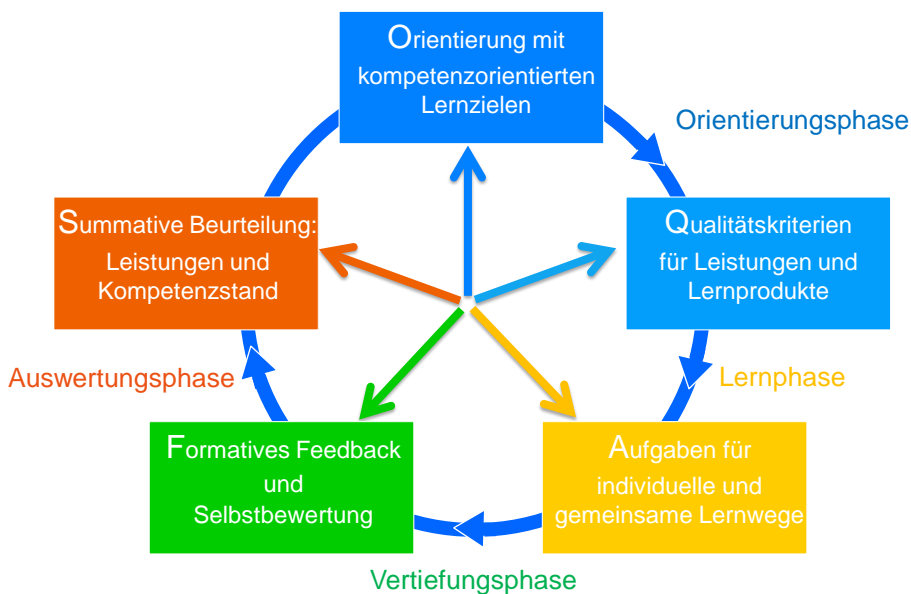 Orientierung mit
kompetenzorientierten
Lernzielen
Orientierungsphase
Qualitätskriterien
für Leistungen und
Lernprodukte
Lernphase
Aufgaben für
individuelle und
gemeinsame Lernwege
Vertiefungsphase
Formatives Feedback
und
Selbstbewertung
Auswertungsphase
Summative Beurteilung:
Leistungen und
Kompetenzstand